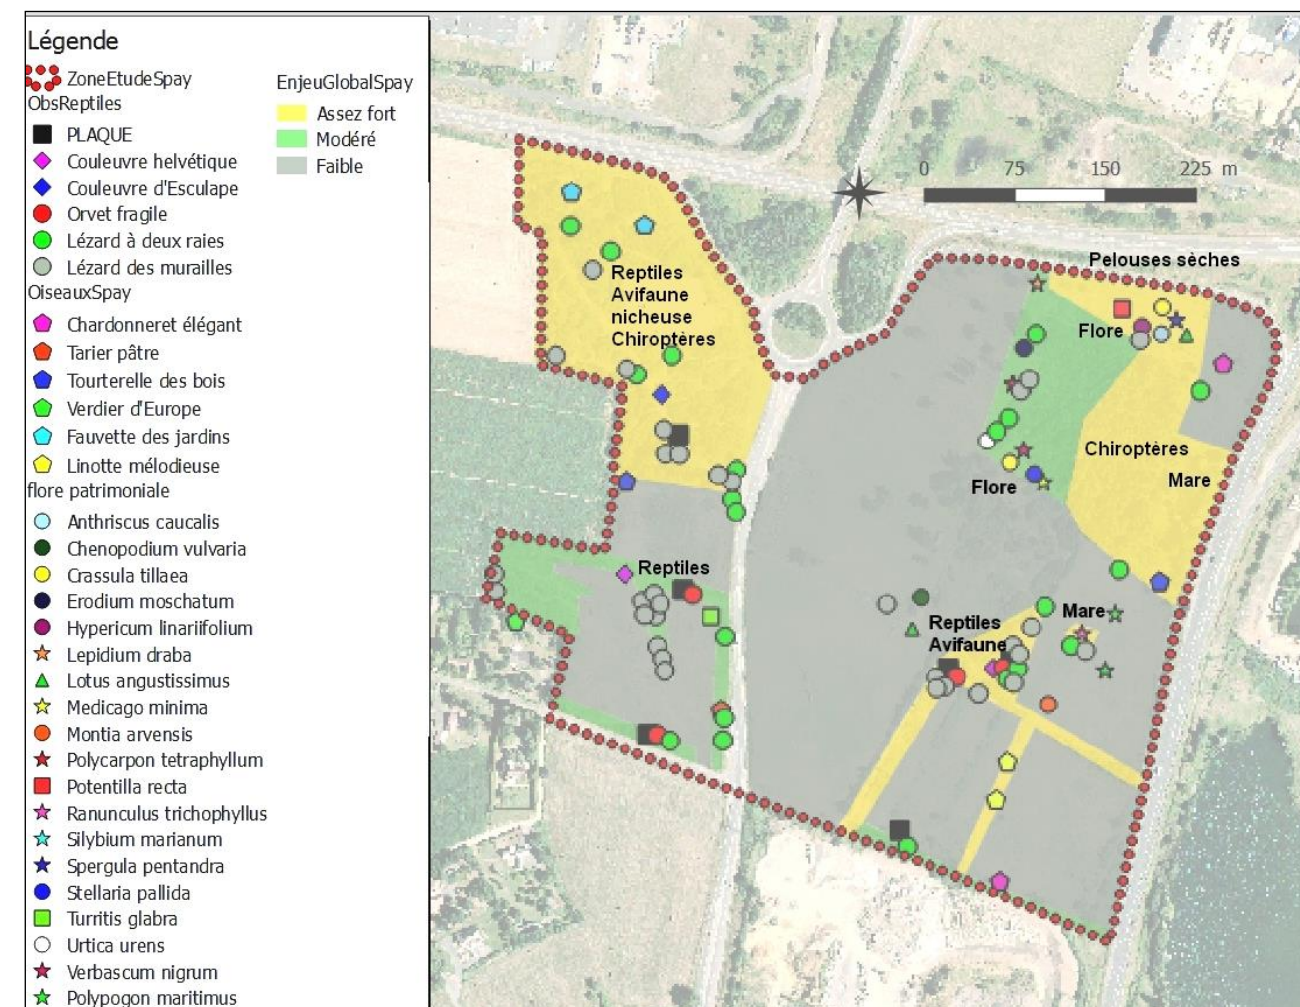 Légende
ZoneEtudeSpay
ObsReptiles
PLAQUE
Couleuvre helvétique
Couleuvre d'Esculape
Orvet fragile
Lézard à deux raies
Lézard des murailles
OiseauxSpay
Chardonneret élégant
Tarier pâtre
Tourterelle des bois
Verdier d'Europe
Fauvette des jardins
Linotte mélodieuse
flore patrimoniale
Anthriscus caucalis
Chenopodium vulvaria
Crassula tillaea
Erodium moschatum
Hypericum linariifolium
Lepidium draba
Lotus angustissimus
Medicago minima
Montia arvensis
Polycarpon tetraphyllum
Potentilla recta
Ranunculus trichophyllus
Silybium marianum
Spergula pentandra
Stellaria pallida
Turritis glabra
Urtica urens
Verbascum nigrum
Polypogon maritimus
EnjeuGlobalSpay
Assez fort
Modéré
Faible
0 75 150 225 m
Pelouses sèches
Reptiles
Avifaune
nicheuse
Chiroptères
Flore
Chiroptères
Mare
Flore
Reptiles
Mare
Reptiles
Avifaune